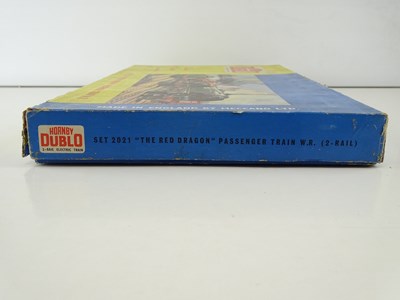 MADE IN ENGLAND BY MECCANO LTD
HORNBY
DUBLO
2-RAIL ELECTRIC TRAIN
SET 2021 "THE RED DRAGON" PASSENGER TRAIN W.R. (2-RAIL)